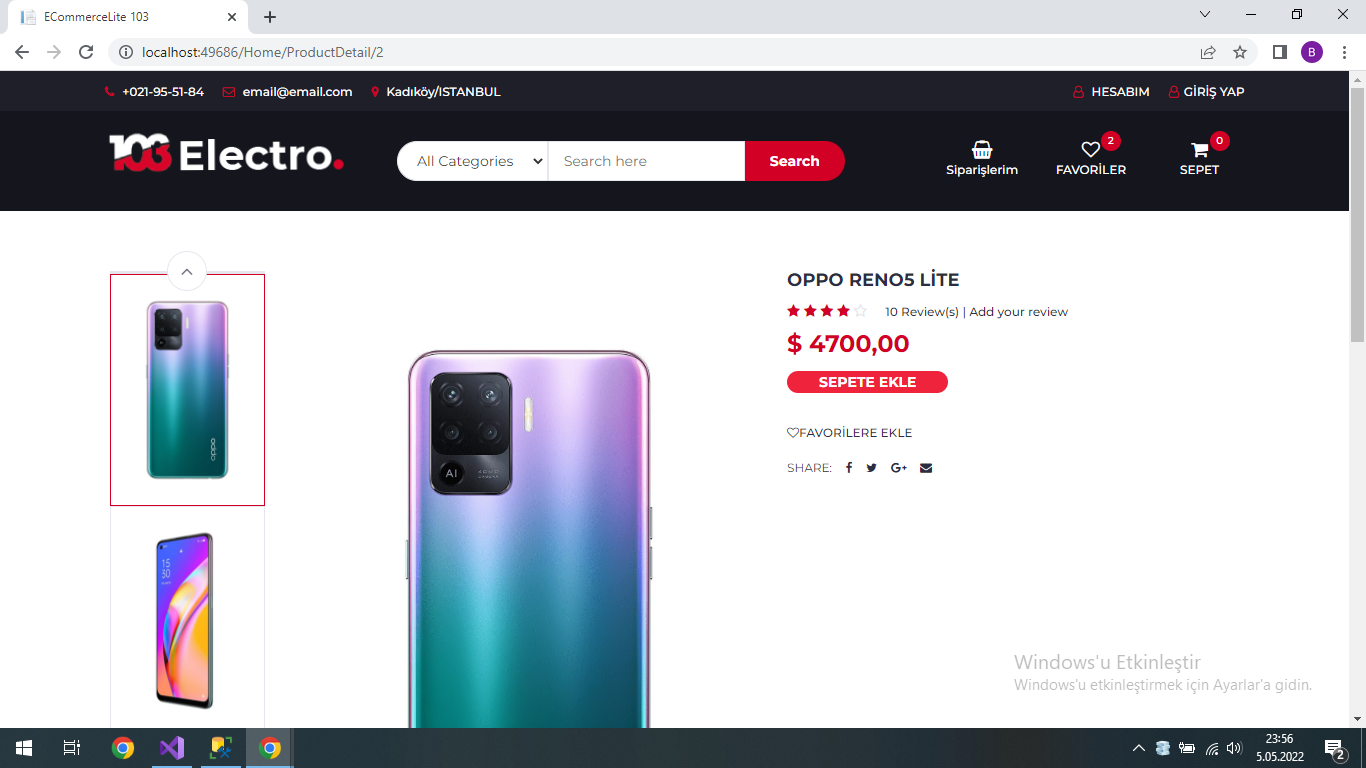 ECommerceLite 103
localhost:49686/Home/ProductDetail/2
B
+021-95-51-84 email@email.com Kadıköy/ISTANBUL HESABIM GİRİŞ YAP
103 Electro.
All Categories Search here Search
Siparişlerim
2
FAVORİLER
0
SEPET
OPPO RENO5 LİTE
10 Review(s) | Add your review
$ 4700,00
SEPETE EKLE
FAVORİLERE EKLE
SHARE: G+
oppo
AI
15
30
Windows'u Etkinleştir
Windows'u etkinleştirmek için Ayarlar'a gidin.
23:56
5.05.2022
2